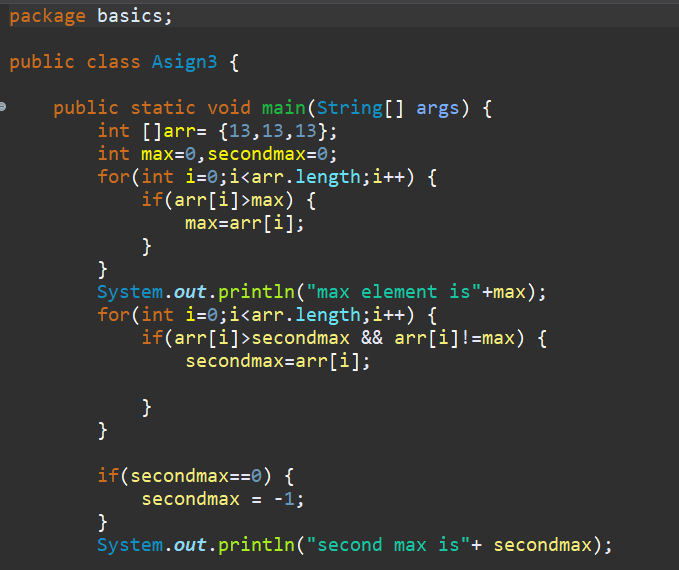 package basics;
public class Asign3 {
public static void main(String[] args) {
int []arr= {13,13,13};
int max=0,secondmax=0;
for(int i=0;i<arr.length;i++) {
if(arr[i]>max) {
max=arr[i];
}
}
System.out.println("max element is"+max);
for(int i=0;i<arr.length;i++) {
if(arr[i]>secondmax && arr[i]!=max) {
secondmax=arr[i];
}
}
if(secondmax==0) {
secondmax = -1;
}
System.out.println("second max is"+ secondmax);